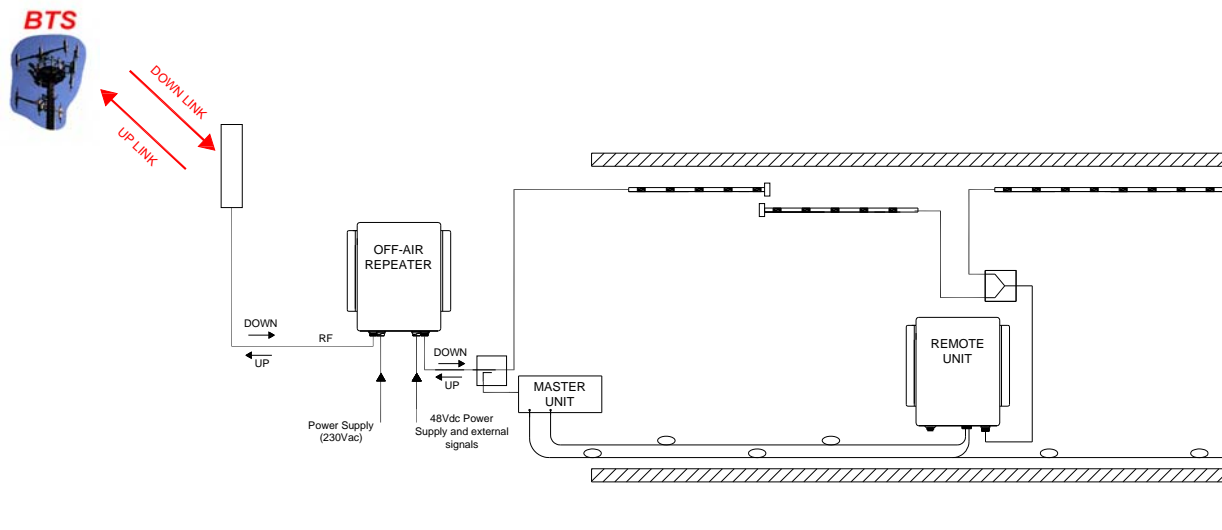 BTS
DOWN LINK
UP LINK
OFF-AIR
REPEATER
DOWN
UP
RF
DOWN
UP
MASTER
UNIT
REMOTE
UNIT
Power Supply
(230Vac)
48Vdc Power
Supply and external
signals